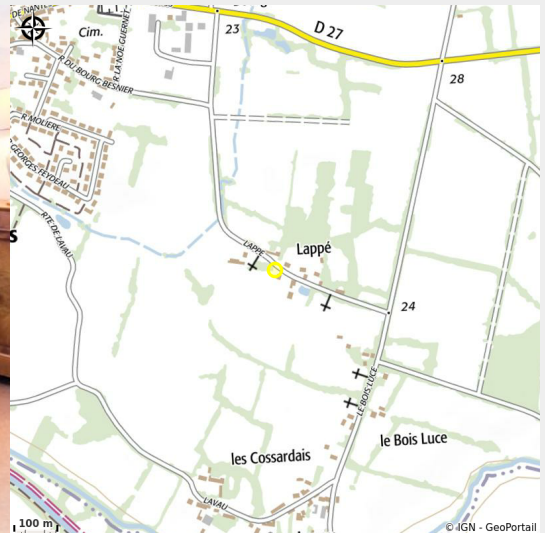 DE NANTES
Cim.
R LA NOE GUERNET
23
D 27
28
R DU BOURG BESNIER
R MOLIERE
R GEORGES FEYDEAU
RTE DE LAVAU
S
LAPPE
Lappé
24
LE BOIS LUCE
le Bois Luce
les Cossardais
LAVAU
100 m
© IGN - GeoPortail